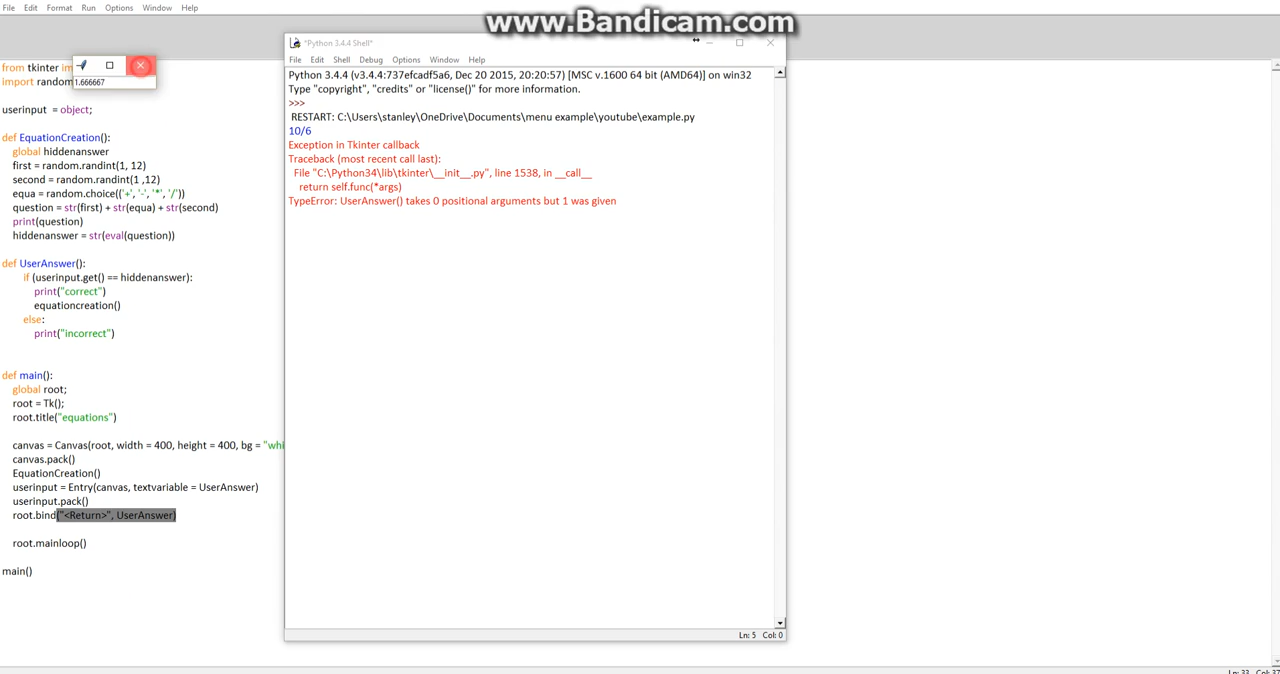 www.Bandicam.com
File Edit Format Run Options Window Help
from tkinter im
import random
1.666667
userinput = object;
def EquationCreation():
global hiddenanswer
first = random.randint(1, 12)
second = random.randint(1 ,12)
equa = random.choice(('+', '-', '*', '/'))
question = str(first) + str(equa) + str(second)
print(question)
hiddenanswer = str(eval(question))
def UserAnswer():
if (userinput.get() == hiddenanswer):
print("correct")
equationcreation()
else:
print("incorrect")
def main():
global root;
root = Tk();
root.title("equations")
canvas = Canvas(root, width = 400, height = 400, bg = "whi
canvas.pack()
EquationCreation()
userinput = Entry(canvas, textvariable = UserAnswer)
userinput.pack()
root.bind("<Return>", UserAnswer)
root.mainloop()
main()
*Python 3.4.4 Shell*
File Edit Shell Debug Options Window Help
Python 3.4.4 (v3.4.4:737efcadf5a6, Dec 20 2015, 20:20:57) [MSC v.1600 64 bit (AMD64)] on win32
Type "copyright", "credits" or "license()" for more information.
>>>
RESTART: C:\Users\stanley\OneDrive\Documents\menu example\youtube\example.py
10/6
Exception in Tkinter callback
Traceback (most recent call last):
File "C:\Python34\lib\tkinter\__init__.py", line 1538, in __call__
return self.func(*args)
TypeError: UserAnswer() takes 0 positional arguments but 1 was given
Ln: 5 Col: 0